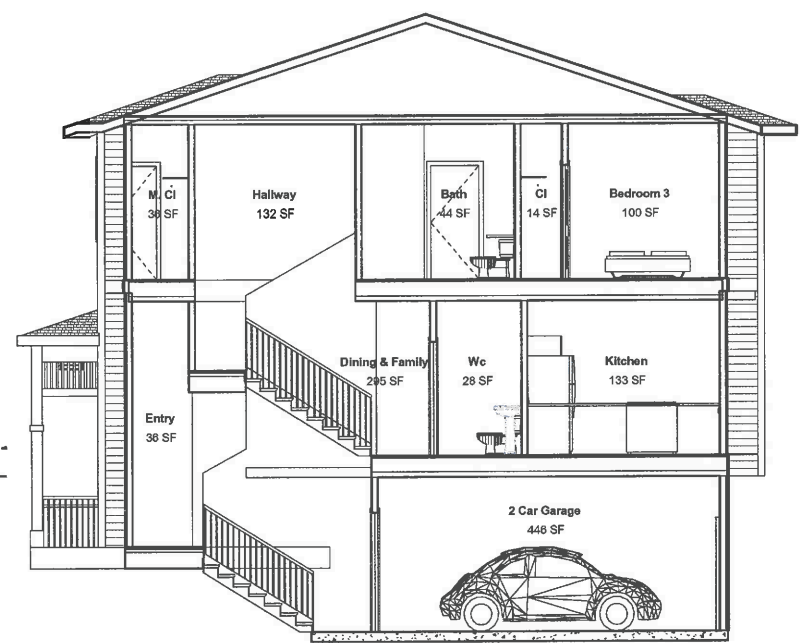 M. Cl
36 SF
Hallway
132 SF
Bath
44 SF
Cl
14 SF
Bedroom 3
100 SF
Dining & Family
295 SF
Wc
28 SF
Kitchen
133 SF
Entry
36 SF
2 Car Garage
446 SF